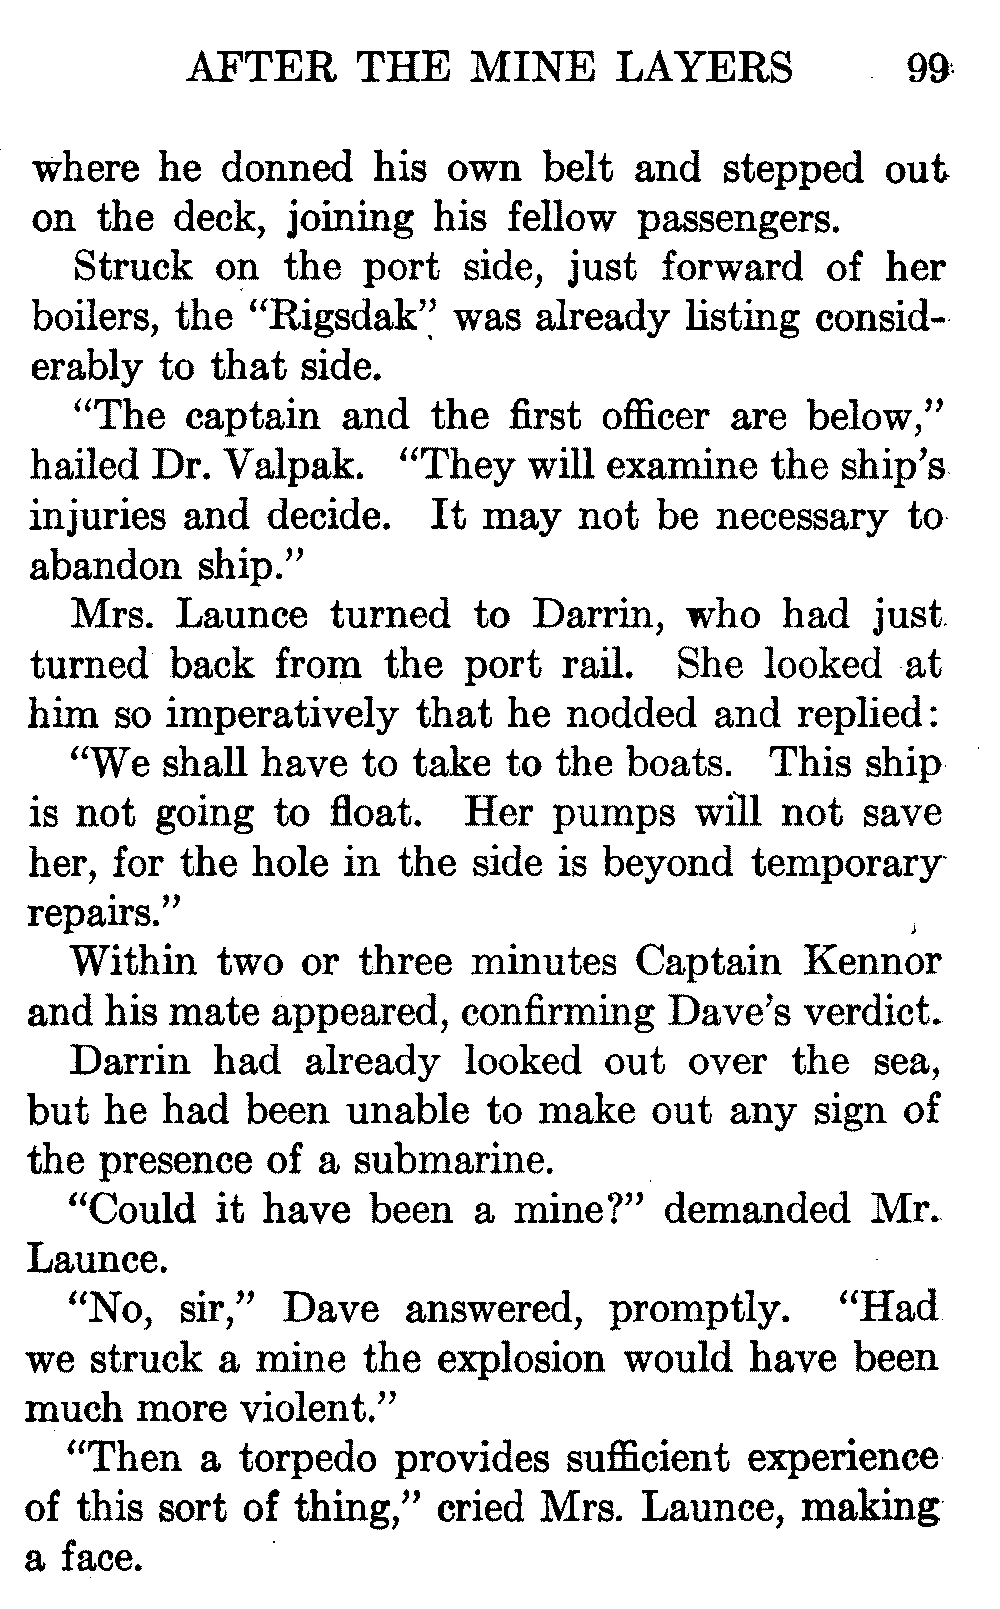 AFTER THE MINE LAYERS 99
where he donned his own belt and stepped out
on the deck, joining his fellow passengers.
Struck on the port side, just forward of her
boilers, the “Rigsdak” was already listing consid-
erably to that side.
“The captain and the first officer are below,”
hailed Dr. Valpak. “They will examine the ship’s
injuries and decide. It may not be necessary to
abandon ship.”
Mrs. Launce turned to Darrin, who had just
turned back from the port rail. She looked at
him so imperatively that he nodded and replied:
“We shall have to take to the boats. This ship
is not going to float. Her pumps will not save
her, for the hole in the side is beyond temporary
repairs.”
Within two or three minutes Captain Kennor
and his mate appeared, confirming Dave’s verdict.
Darrin had already looked out over the sea,
but he had been unable to make out any sign of
the presence of a submarine.
“Could it have been a mine?” demanded Mr.
Launce.
“No, sir,” Dave answered, promptly. “Had
we struck a mine the explosion would have been
much more violent.”
“Then a torpedo provides sufficient experience
of this sort of thing,” cried Mrs. Launce, making
a face.